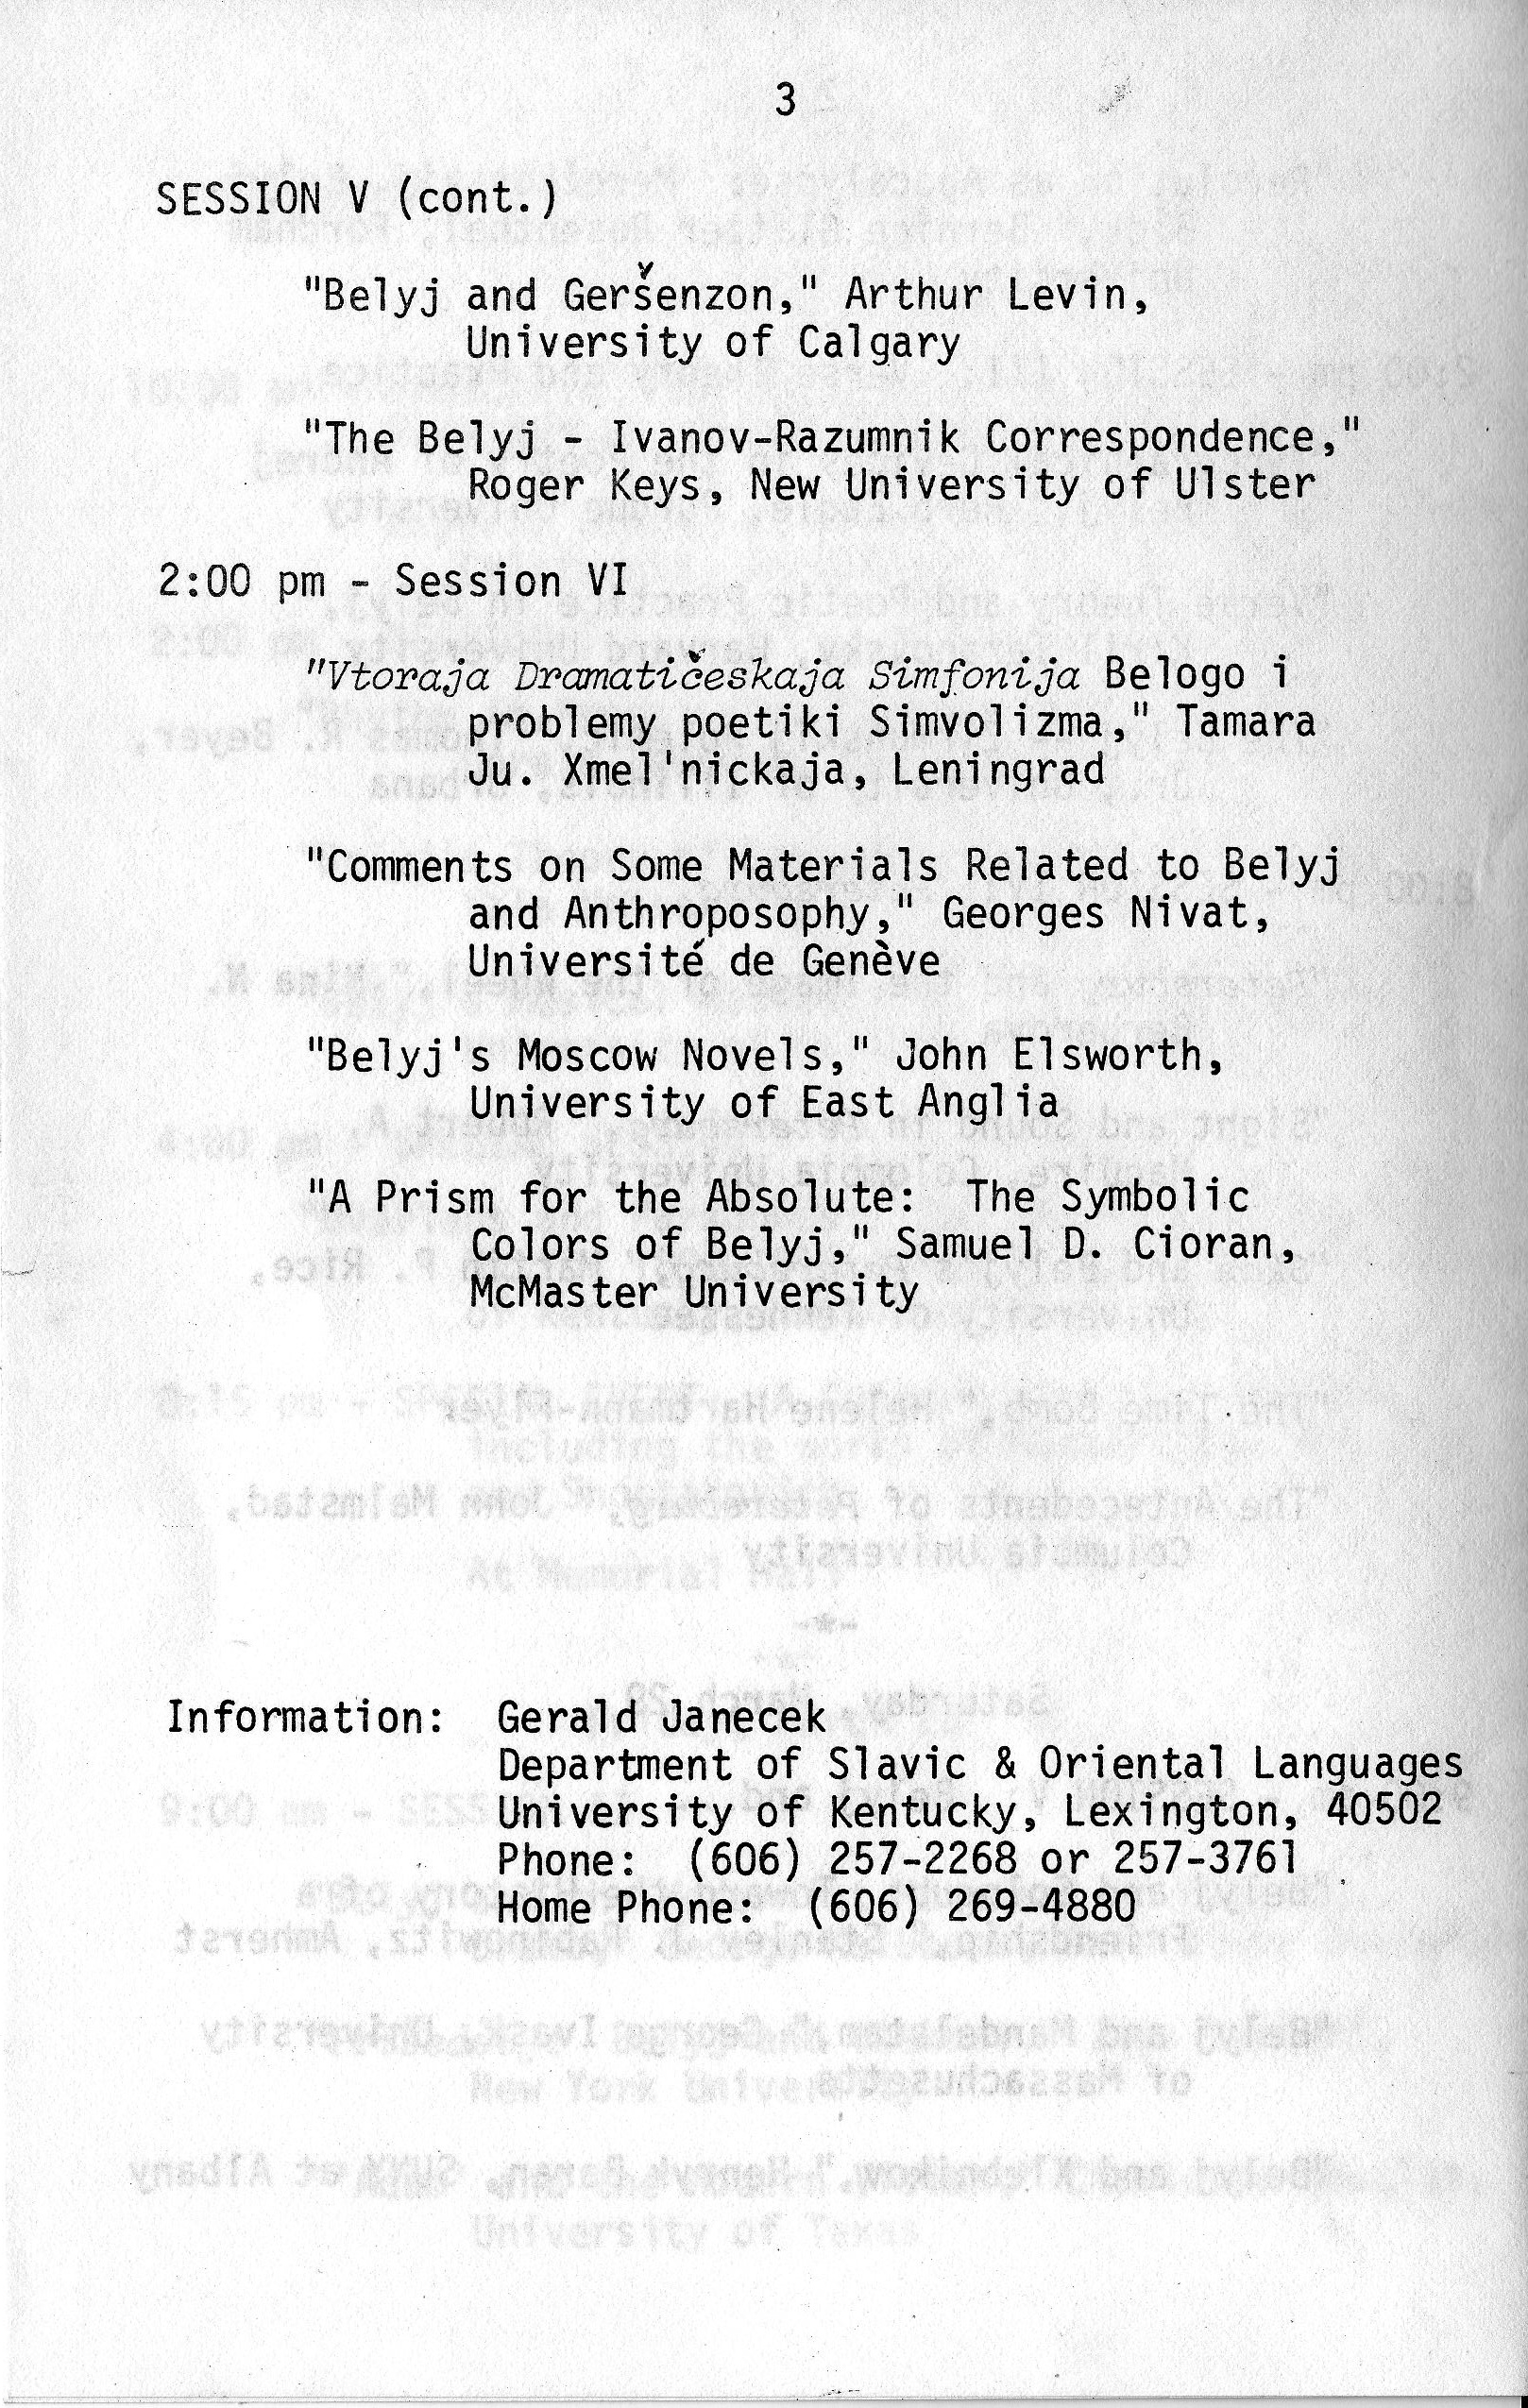 3
SESSION V (cont.)
"Belyj and Geršenzon," Arthur Levin,
University of Calgary
"The Belyj - Ivanov-Razumnik Correspondence,"
Roger Keys, New University of Ulster
2:00 pm - Session VI
"Vtoraja Dramatičeskaja Simfonija Belogo i
problemy poetiki Simvolizma," Tamara
Ju. Xmel'nickaja, Leningrad
"Comments on Some Materials Related to Belyj
and Anthroposophy," Georges Nivat,
Université de Genève
"Belyj's Moscow Novels," John Elsworth,
University of East Anglia
"A Prism for the Absolute: The Symbolic
Colors of Belyj," Samuel D. Cioran,
McMaster University
Information: Gerald Janecek
Department of Slavic & Oriental Languages
University of Kentucky, Lexington, 40502
Phone: (606) 257-2268 or 257-3761
Home Phone: (606) 269-4880